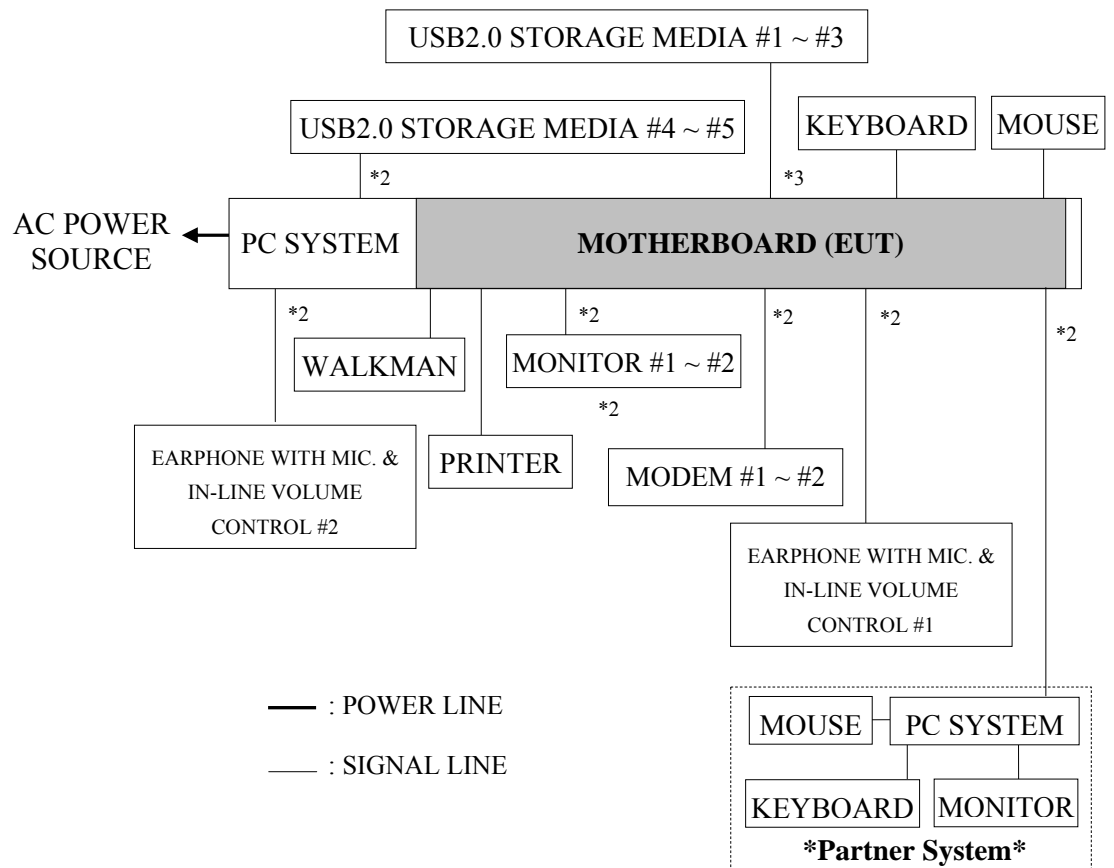 USB2.0 STORAGE MEDIA #1 ~ #3
USB2.0 STORAGE MEDIA #4 ~ #5
KEYBOARD
MOUSE
*2
*3
AC POWER
SOURCE
PC SYSTEM
MOTHERBOARD (EUT)
*2
*2
*2
*2
*2
WALKMAN
MONITOR #1 ~ #2
*2
EARPHONE WITH MIC. &
IN-LINE VOLUME
CONTROL #2
PRINTER
MODEM #1 ~ #2
EARPHONE WITH MIC. &
IN-LINE VOLUME
CONTROL #1
: POWER LINE
: SIGNAL LINE
MOUSE
PC SYSTEM
KEYBOARD
MONITOR
*Partner System*